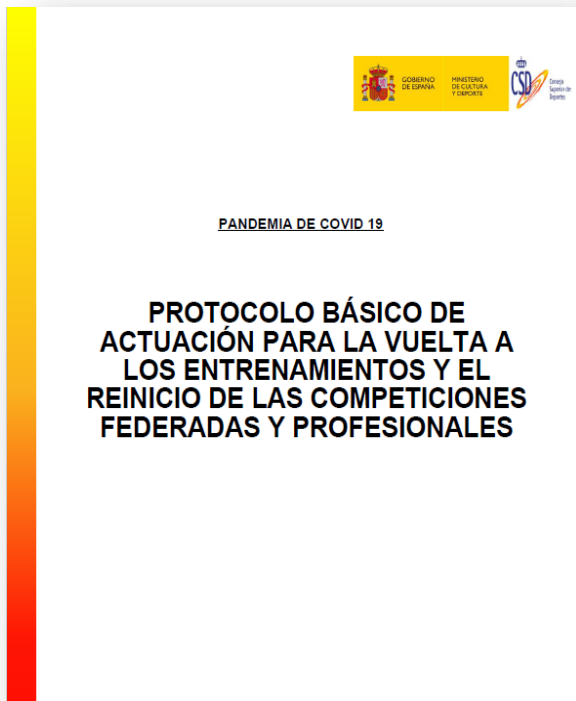 GOBIERNO
DE ESPAÑA
MINISTERIO
DE CULTURA
Y DEPORTE
CSD
Consejo
Superior de
Deportes
PANDEMIA DE COVID 19
PROTOCOLO BÁSICO DE
ACTUACIÓN PARA LA VUELTA A
LOS ENTRENAMIENTOS Y EL
REINICIO DE LAS COMPETICIONES
FEDERADAS Y PROFESIONALES